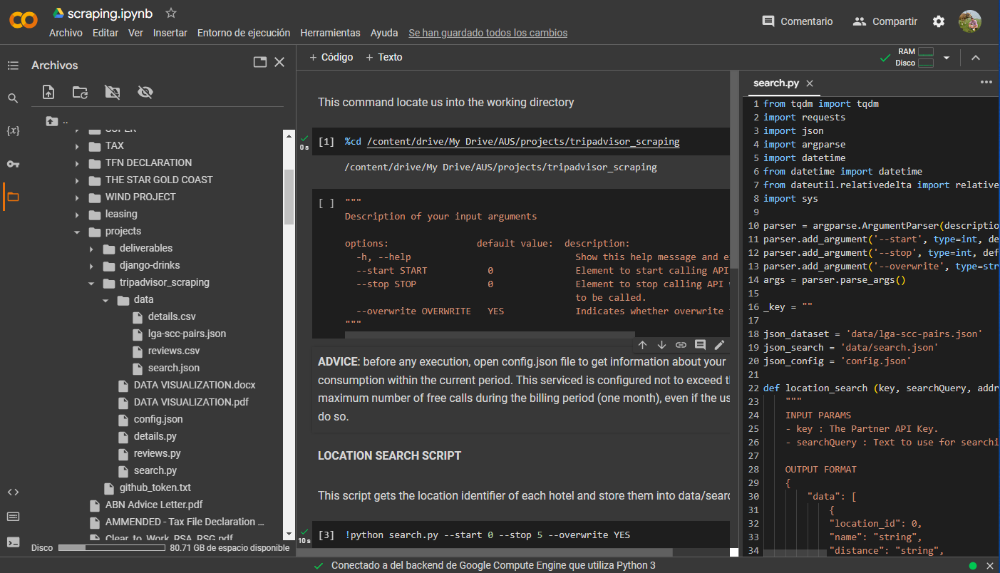 scraping.ipynb
Archivo Editar Ver Insertar Entorno de ejecución Herramientas Ayuda Se han guardado todos los cambios
Comentario Compartir
Archivos
..
SUPER
TAX
TFN DECLARATION
THE STAR GOLD COAST
WIND PROJECT
leasing
projects
deliverables
django-drinks
tripadvisor_scraping
data
details.csv
lga-scc-pairs.json
reviews.csv
search.json
DATA VISUALIZATION.docx
DATA VISUALIZATION.pdf
config.json
details.py
reviews.py
search.py
github_token.txt
ABN Advice Letter.pdf
AMMENDED - Tax File Declaration ...
Clear_to_Work_RSA_RSG.pdf
Disco 80.71 GB de espacio disponible
+ Código + Texto
RAM
Disco
This command locate us into the working directory
0 s
[1] %cd /content/drive/My Drive/AUS/projects/tripadvisor_scraping
/content/drive/My Drive/AUS/projects/tripadvisor_scraping
[ ] """
Description of your input arguments
options: default value: description:
-h, --help Show this help message and e
--start START 0 Element to start calling API
--stop STOP 0 Element to stop calling API
to be called.
--overwrite OVERWRITE YES Indicates whether overwrite
"""
ADVICE: before any execution, open config.json file to get information about your
consumption within the current period. This serviced is configured not to exceed t
maximum number of free calls during the billing period (one month), even if the us
do so.
LOCATION SEARCH SCRIPT
This script gets the location identifier of each hotel and store them into data/sear
10 s
[3] !python search.py --start 0 --stop 5 --overwrite YES
search.py
1 from tqdm import tqdm
2 import requests
3 import json
4 import argparse
5 import datetime
6 from datetime import datetime
7 from dateutil.relativedelta import relative
8 import sys
9
10 parser = argparse.ArgumentParser(descriptio
11 parser.add_argument('--start', type=int, de
12 parser.add_argument('--stop', type=int, def
13 parser.add_argument('--overwrite', type=str
14 args = parser.parse_args()
15
16 _key = ""
17
18 json_dataset = 'data/lga-scc-pairs.json'
19 json_search = 'data/search.json'
20 json_config = 'config.json'
21
22 def location_search (key, searchQuery, addr
23 """
24 INPUT PARAMS
25 - key : The Partner API Key.
26 - searchQuery : Text to use for searchi
27
28 OUTPUT FORMAT
29 {
30 "data": [
31 {
32 "location_id": 0,
33 "name": "string",
34 "distance": "string",
Conectado a del backend de Google Compute Engine que utiliza Python 3